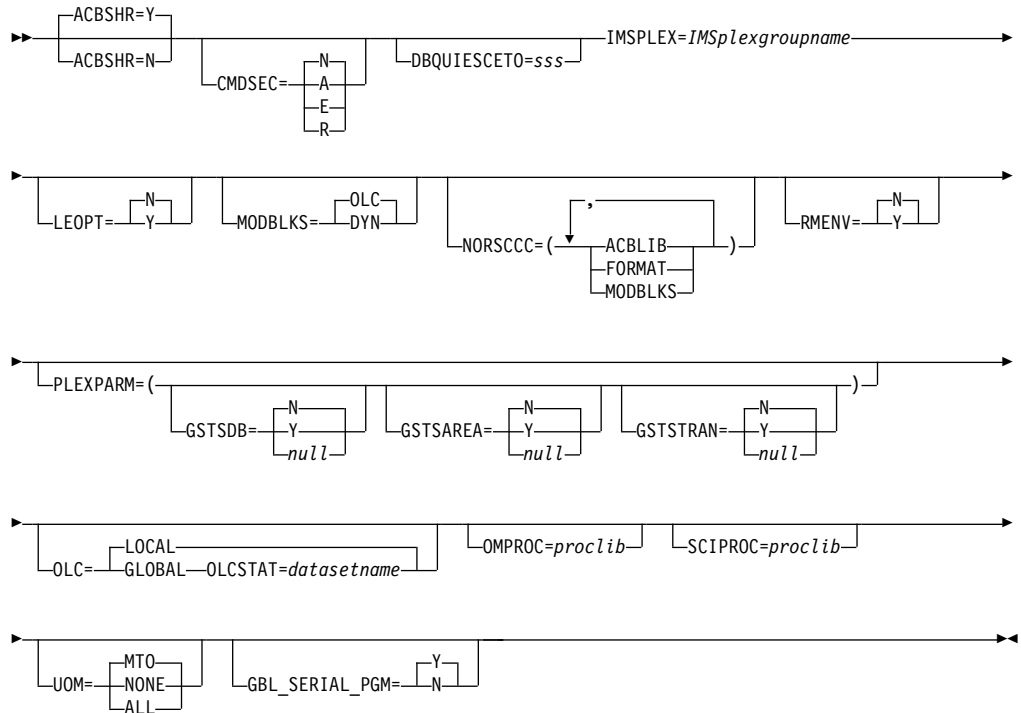 ACBSHR=Y
ACBSHR=N
CMDSEC=
N
A
E
R
DBQUIESCETO=sss
IMSPLEX=IMSplexgroupname
LEOPT=
N
Y
MODBLKS=
OLC
DYN
NORSCCC=(
,
ACBLIB
FORMAT
MODBLKS
)
RMENV=
N
Y
PLEXPARM=(
GSTSDB=
N
Y
null
GSTSAREA=
N
Y
null
GSTSTRAN=
N
Y
null
)
OLC=
LOCAL
GLOBAL OLCSTAT=datasetname
OMPROC=proclib
SCIPROC=proclib
UOM=
MTO
NONE
ALL
GBL_SERIAL_PGM=
Y
N